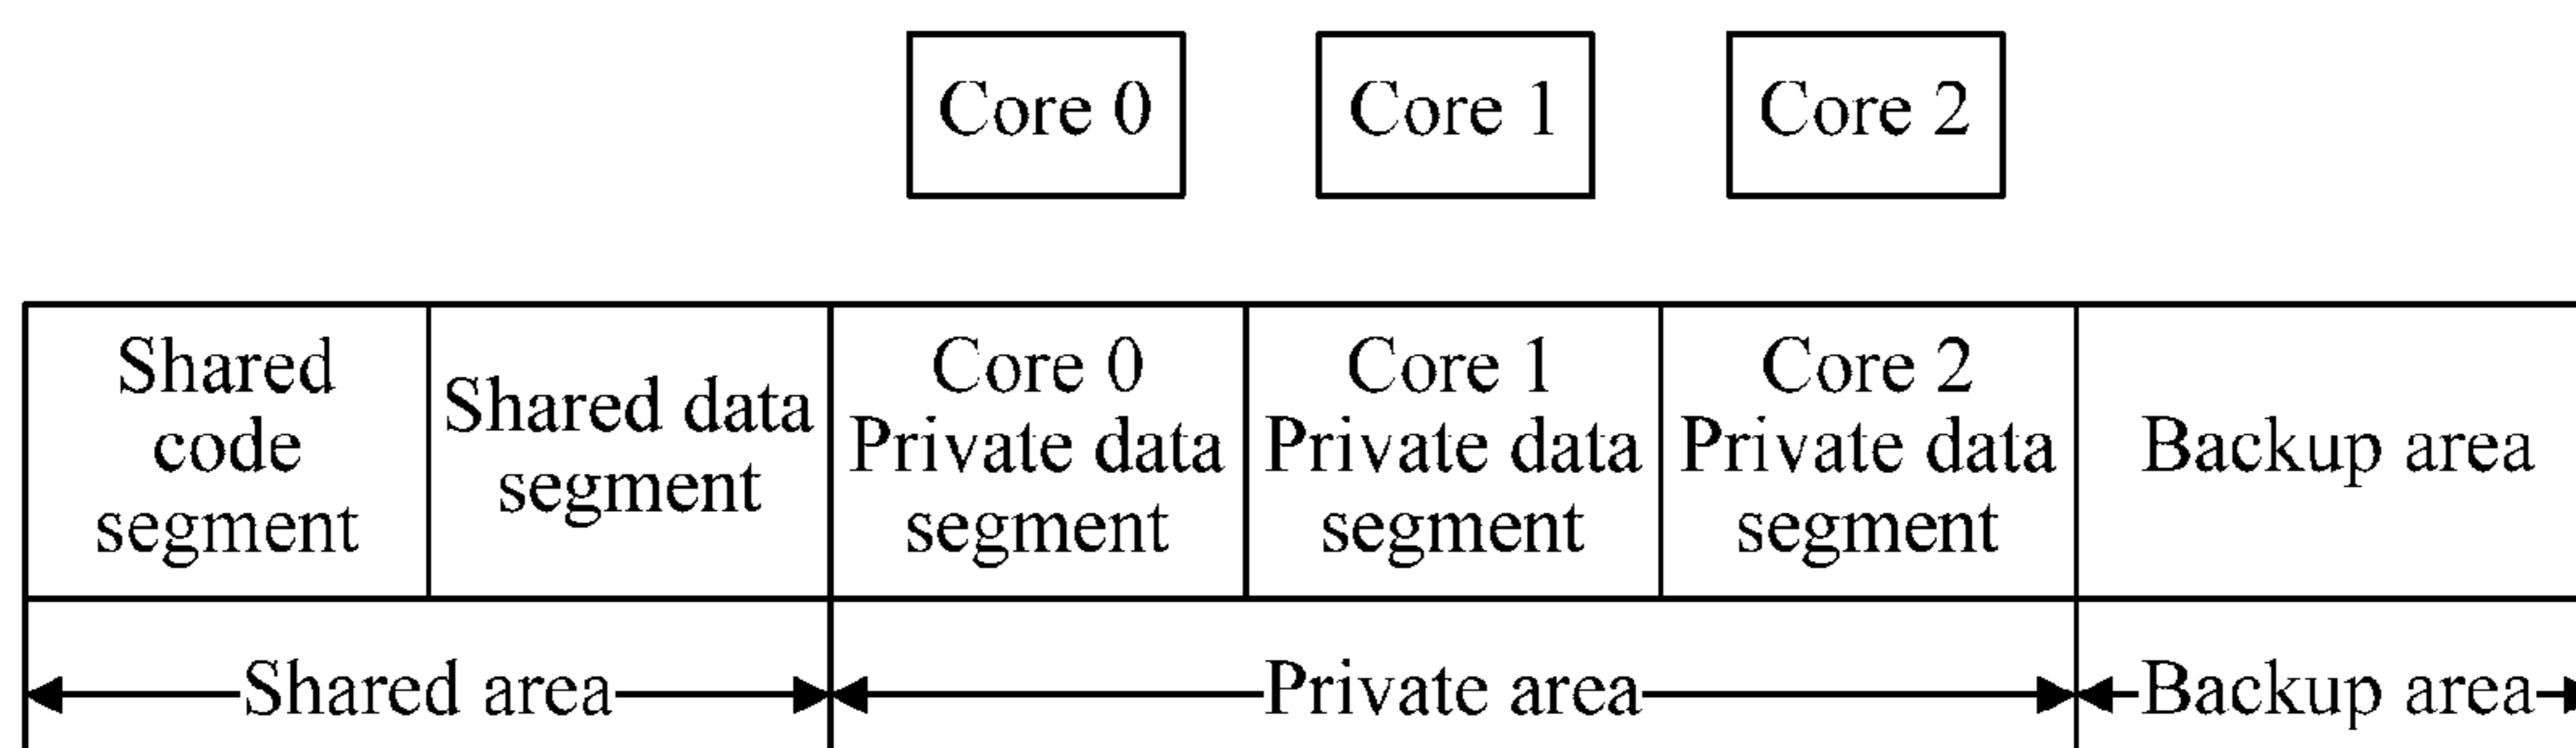 Core 0
Core 1
Core 2
Shared
code
segment
Shared data
segment
Core 0
Private data
segment
Core 1
Private data
segment
Core 2
Private data
segment
Backup area
Shared area
Private area
Backup area